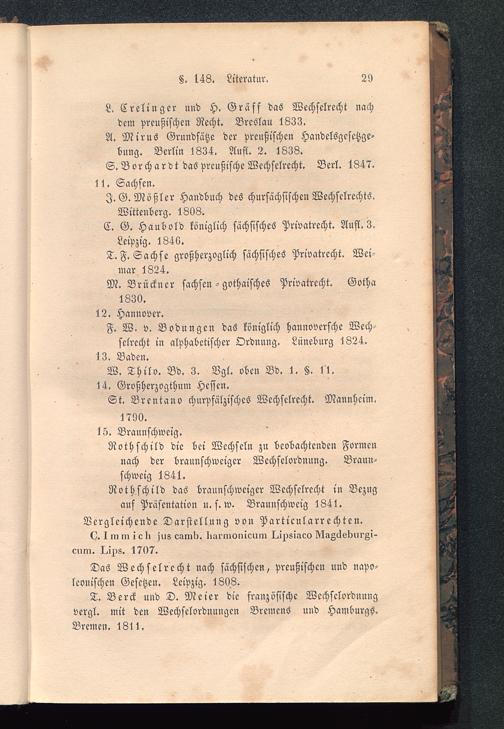 §. 148. Literatur. 29
L. Crelinger und H. Gräff das Wechselrecht nach
dem preußischen Recht. Breslau 1833.
A. Mirus Grundsätze der preußischen Handelsgesetzge-
bung. Berlin 1834. Aufl. 2. 1838.
S. Borchardt das preußische Wechselrecht. Berl. 1847.
11. Sachsen.
J. G. Mößler Handbuch des chursächsischen Wechselrechts.
Wittenberg. 1808.
C. G. Haubold königlich sächsisches Privatrecht. Aufl. 3.
Leipzig. 1846.
T. F. Sachse großherzoglich sächsisches Privatrecht. Wei-
mar 1824.
M. Brückner sachsen-gothaisches Privatrecht. Gotha
1830.
12. Hannover.
F. W. v. Bodungen das königlich hannoversche Wech-
selrecht in alphabetischer Ordnung. Lüneburg 1824.
13. Baden.
W. Thilo. Bd. 3. Vgl. oben Bd. 1. §. 11.
14. Großherzogthum Hessen.
St. Brentano churpfälzisches Wechselrecht. Mannheim.
1790.
15. Braunschweig.
Rothschild die bei Wechseln zu beobachtenden Formen
nach der braunschweiger Wechselordnung. Braun-
schweig 1841.
Rothschild das braunschweiger Wechselrecht in Bezug
auf Präsentation u. s. w. Braunschweig 1841.
Vergleichende Darstellung von Particularrechten.
C. Immich jus camb. harmonicum Lipsiaco Magdeburgi-
cum. Lips. 1707.
Das Wechselrecht nach sächsischen, preußischen und napo-
leonischen Gesetzen. Leipzig. 1808.
T. Berck und D. Meier die französische Wechselordnung
vergl. mit den Wechselordnungen Bremens und Hamburgs.
Bremen. 1811.